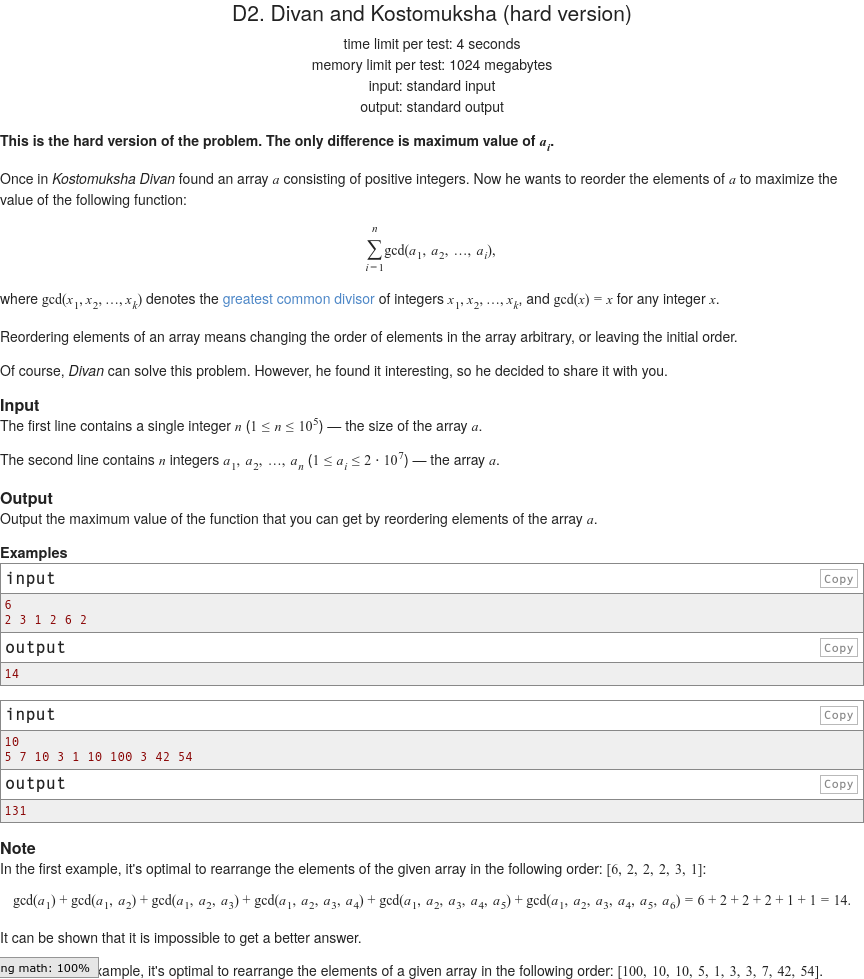 D2. Divan and Kostomuksha (hard version)
time limit per test: 4 seconds
memory limit per test: 1024 megabytes
input: standard input
output: standard output
This is the hard version of the problem. The only difference is maximum value of a_i.
Once in Kostomuksha Divan found an array a consisting of positive integers. Now he wants to reorder the elements of a to maximize the
value of the following function:
n
∑ gcd(a_1, a_2, …, a_i),
i=1
where gcd(x_1, x_2, …, x_k) denotes the greatest common divisor of integers x_1, x_2, …, x_k, and gcd(x) = x for any integer x.
Reordering elements of an array means changing the order of elements in the array arbitrary, or leaving the initial order.
Of course, Divan can solve this problem. However, he found it interesting, so he decided to share it with you.
Input
The first line contains a single integer n (1 ≤ n ≤ 10^5) — the size of the array a.
The second line contains n integers a_1, a_2, …, a_n (1 ≤ a_i ≤ 2 · 10^7) — the array a.
Output
Output the maximum value of the function that you can get by reordering elements of the array a.
Examples
input Copy
6
2 3 1 2 6 2
output Copy
14
input Copy
10
5 7 10 3 1 10 100 3 42 54
output Copy
131
Note
In the first example, it's optimal to rearrange the elements of the given array in the following order: [6, 2, 2, 2, 3, 1]:
gcd(a_1) + gcd(a_1, a_2) + gcd(a_1, a_2, a_3) + gcd(a_1, a_2, a_3, a_4) + gcd(a_1, a_2, a_3, a_4, a_5) + gcd(a_1, a_2, a_3, a_4, a_5, a_6) = 6 + 2 + 2 + 2 + 1 + 1 = 14.
It can be shown that it is impossible to get a better answer.
ng math: 100%
xample, it's optimal to rearrange the elements of a given array in the following order: [100, 10, 10, 5, 1, 3, 3, 7, 42, 54].